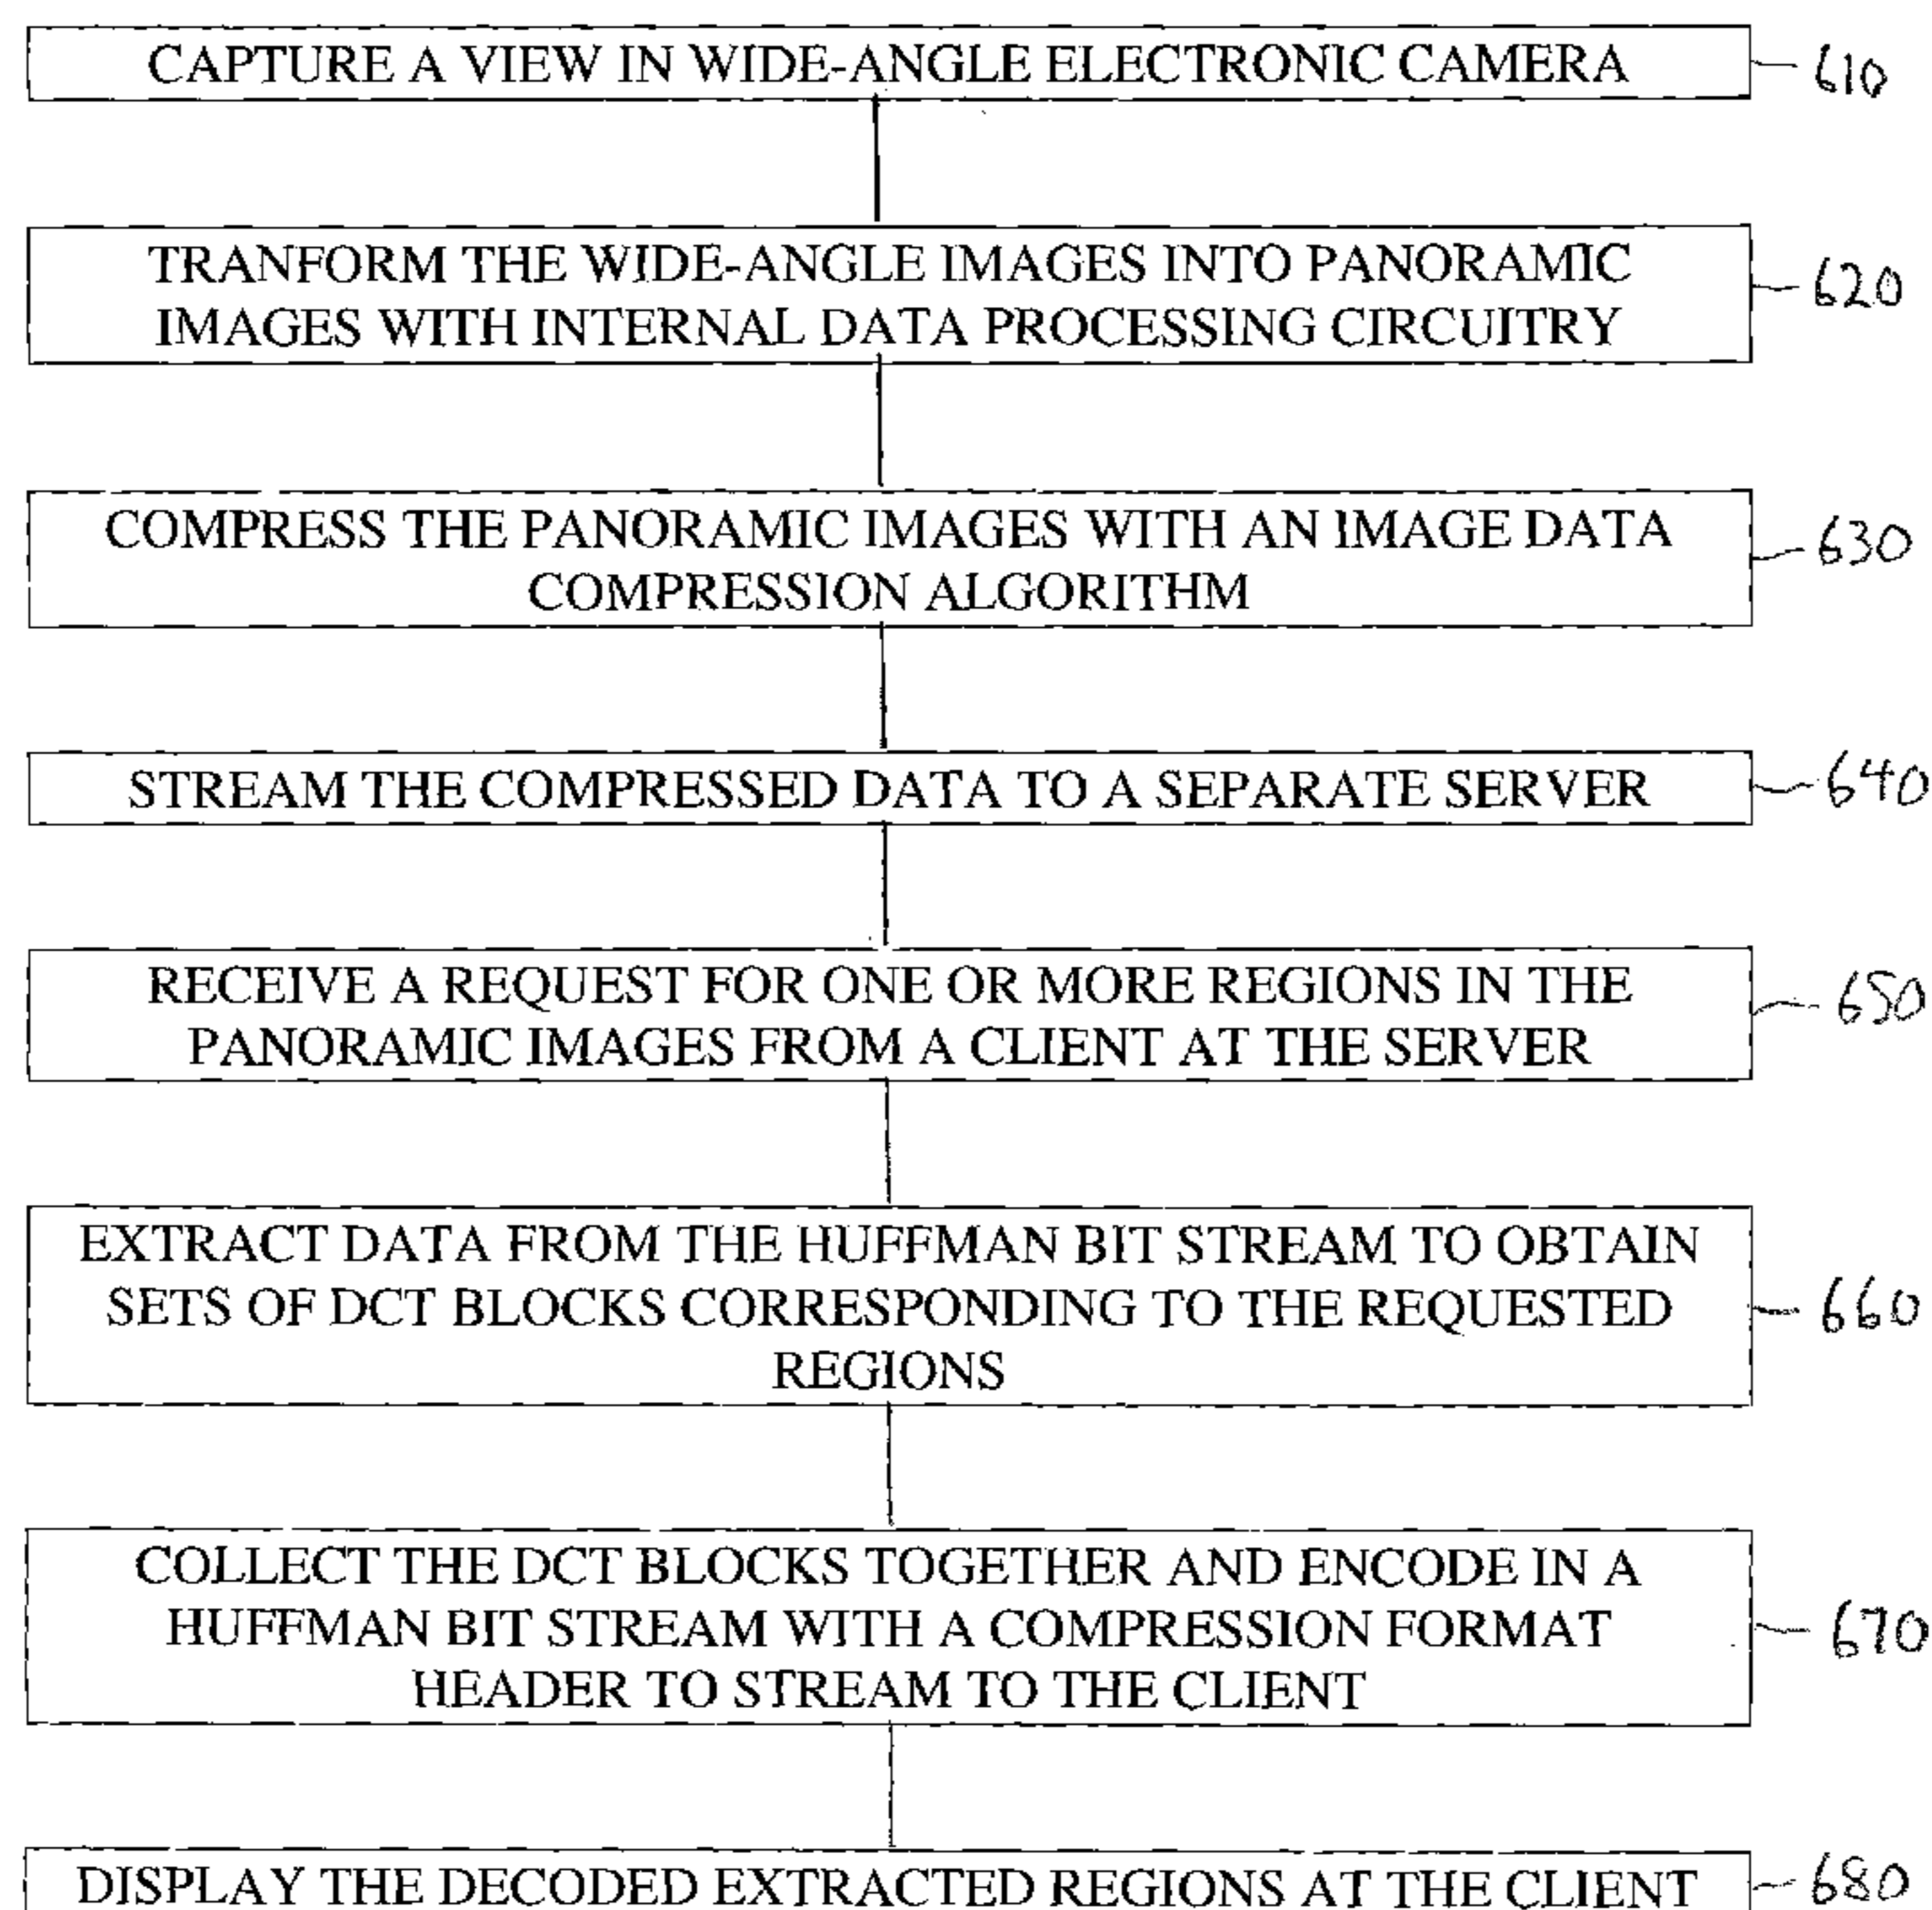 CAPTURE A VIEW IN WIDE-ANGLE ELECTRONIC CAMERA
610
TRANFORM THE WIDE-ANGLE IMAGES INTO PANORAMIC
IMAGES WITH INTERNAL DATA PROCESSING CIRCUITRY
620
COMPRESS THE PANORAMIC IMAGES WITH AN IMAGE DATA
COMPRESSION ALGORITHM
630
STREAM THE COMPRESSED DATA TO A SEPARATE SERVER
640
RECEIVE A REQUEST FOR ONE OR MORE REGIONS IN THE
PANORAMIC IMAGES FROM A CLIENT AT THE SERVER
650
EXTRACT DATA FROM THE HUFFMAN BIT STREAM TO OBTAIN
SETS OF DCT BLOCKS CORRESPONDING TO THE REQUESTED
REGIONS
660
COLLECT THE DCT BLOCKS TOGETHER AND ENCODE IN A
HUFFMAN BIT STREAM WITH A COMPRESSION FORMAT
HEADER TO STREAM TO THE CLIENT
670
DISPLAY THE DECODED EXTRACTED REGIONS AT THE CLIENT
680